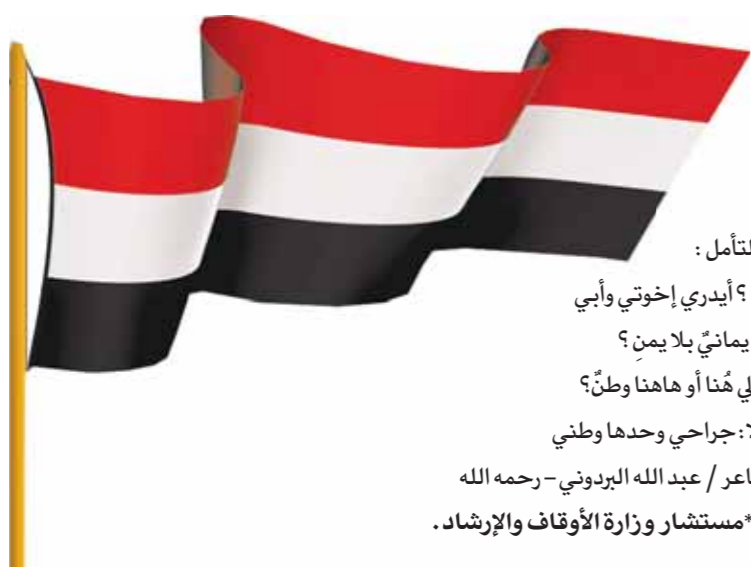 لتأمل :
؟ أيدري إخوتي وأبي
يمانيٌّ بلا يمنِ ؟
لي هُنا أو هاهنا وطنٌ؟
لا: جراحي وحدها وطني
اعر / عبد الله البردوني – رحمه الله
*مستشار وزارة الأوقاف والإرشاد.